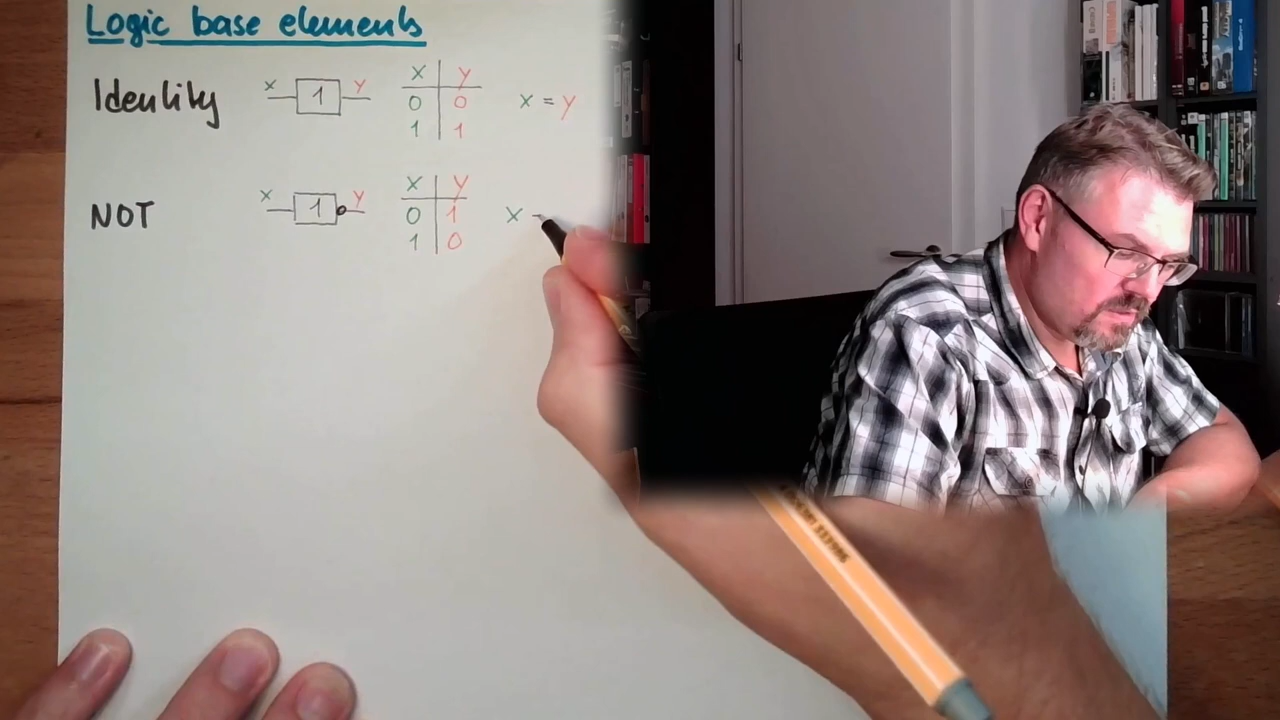 Logic base elements
Identity
x 1 y
x y
0 0
1 1
x = y
NOT
x 1 y
x y
0 1
1 0
x -